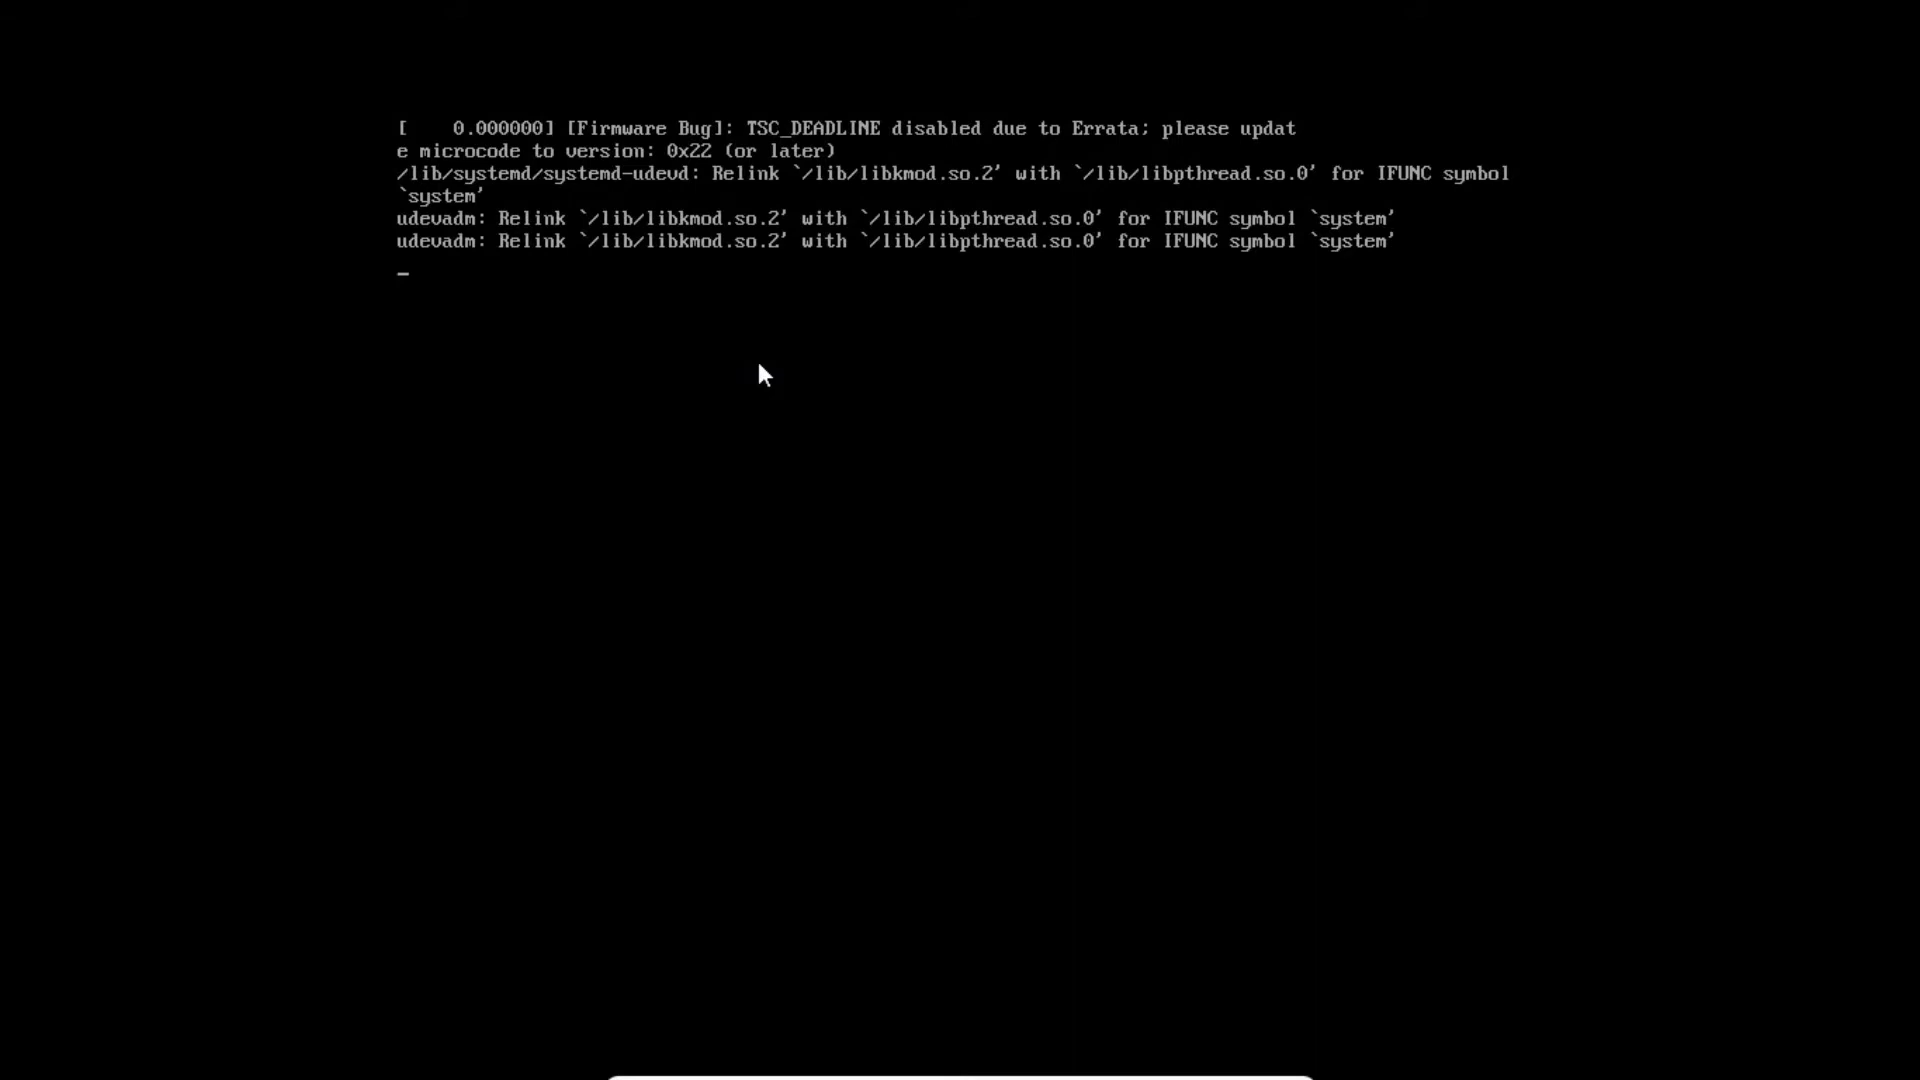 [    0.000000] [Firmware Bug]: TSC_DEADLINE disabled due to Errata; please updat
e microcode to version: 0x22 (or later)
/lib/systemd/systemd-udevd: Relink `/lib/libkmod.so.2' with `/lib/libpthread.so.0' for IFUNC symbol
`system'
udevadm: Relink `/lib/libkmod.so.2' with `/lib/libpthread.so.0' for IFUNC symbol `system'
udevadm: Relink `/lib/libkmod.so.2' with `/lib/libpthread.so.0' for IFUNC symbol `system'
_